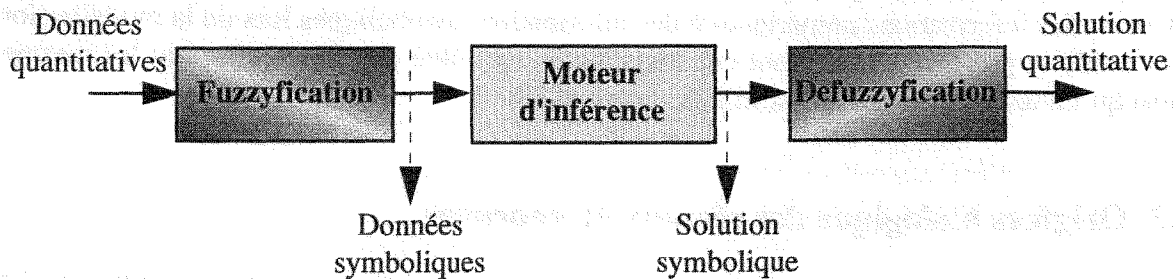 Données
quantitatives
Fuzzyfication
Moteur
d'inférence
Defuzzyfication
Solution
quantitative
Données
symboliques
Solution
symbolique